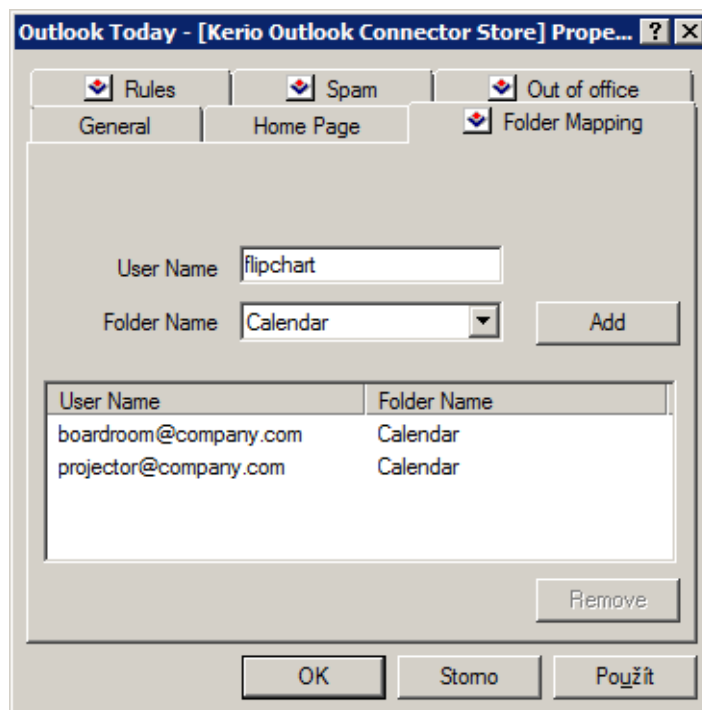 Outlook Today - [Kerio Outlook Connector Store] Prope... ?
Rules Spam Out of office
General Home Page Folder Mapping
User Name flipchart
Folder Name Calendar Add
User Name Folder Name
boardroom@company.com Calendar
projector@company.com Calendar
Remove
OK Storno Použít